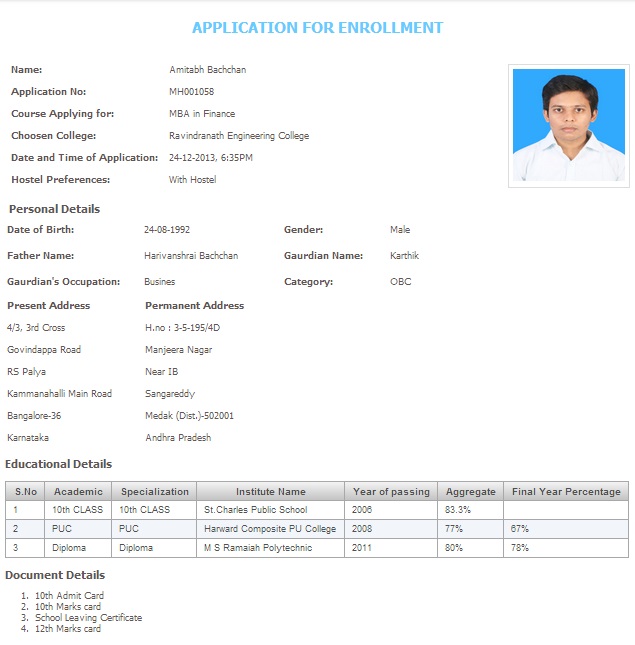 APPLICATION FOR ENROLLMENT
Name: Amitabh Bachchan
Application No: MH001058
Course Applying for: MBA in Finance
Choosen College: Ravindranath Engineering College
Date and Time of Application: 24-12-2013, 6:35PM
Hostel Preferences: With Hostel
Personal Details
Date of Birth: 24-08-1992 Gender: Male
Father Name: Harivanshrai Bachchan Gaurdian Name: Karthik
Gaurdian's Occupation: Busines Category: OBC
Present Address Permanent Address
4/3, 3rd Cross H.no : 3-5-195/4D
Govindappa Road Manjeera Nagar
RS Palya Near IB
Kammanahalli Main Road Sangareddy
Bangalore-36 Medak (Dist.)-502001
Karnataka Andhra Pradesh
Educational Details
S.No Academic Specialization Institute Name Year of passing Aggregate Final Year Percentage
1 10th CLASS 10th CLASS St.Charles Public School 2006 83.3%
2 PUC PUC Harward Composite PU College 2008 77% 67%
3 Diploma Diploma M S Ramaiah Polytechnic 2011 80% 78%
Document Details
1. 10th Admit Card
2. 10th Marks card
3. School Leaving Certificate
4. 12th Marks card